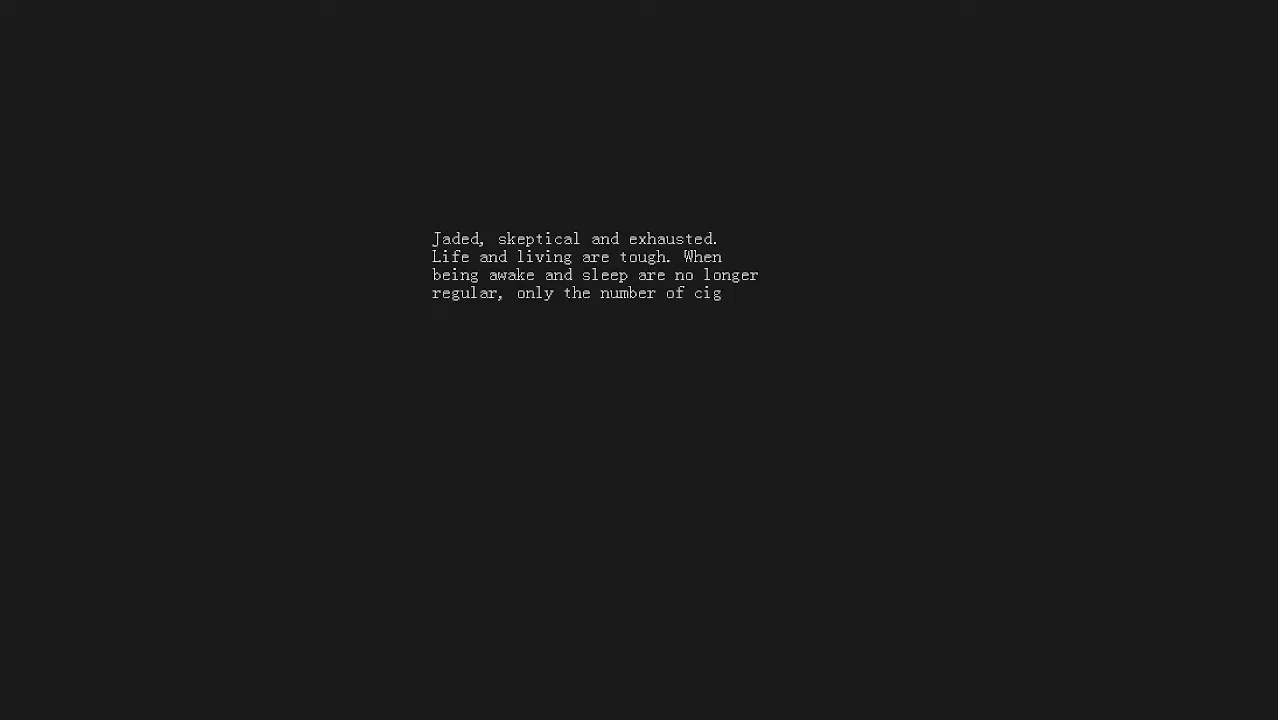 Jaded, skeptical and exhausted.
Life and living are tough. When
being awake and sleep are no longer
regular, only the number of cig